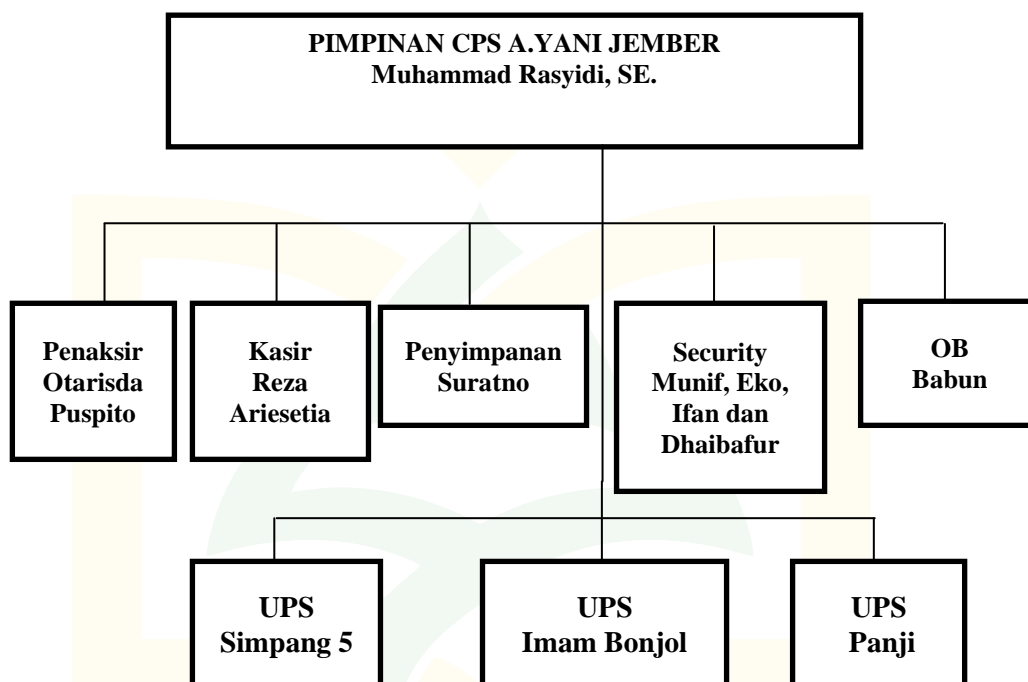 PIMPINAN CPS A.YANI JEMBER
Muhammad Rasyidi, SE.
Penaksir
Otarisda
Puspito
Kasir
Reza
Ariesetia
Penyimpanan
Suratno
Security
Munif, Eko,
Ifan dan
Dhaibafur
OB
Babun
UPS
Simpang 5
UPS
Imam Bonjol
UPS
Panji